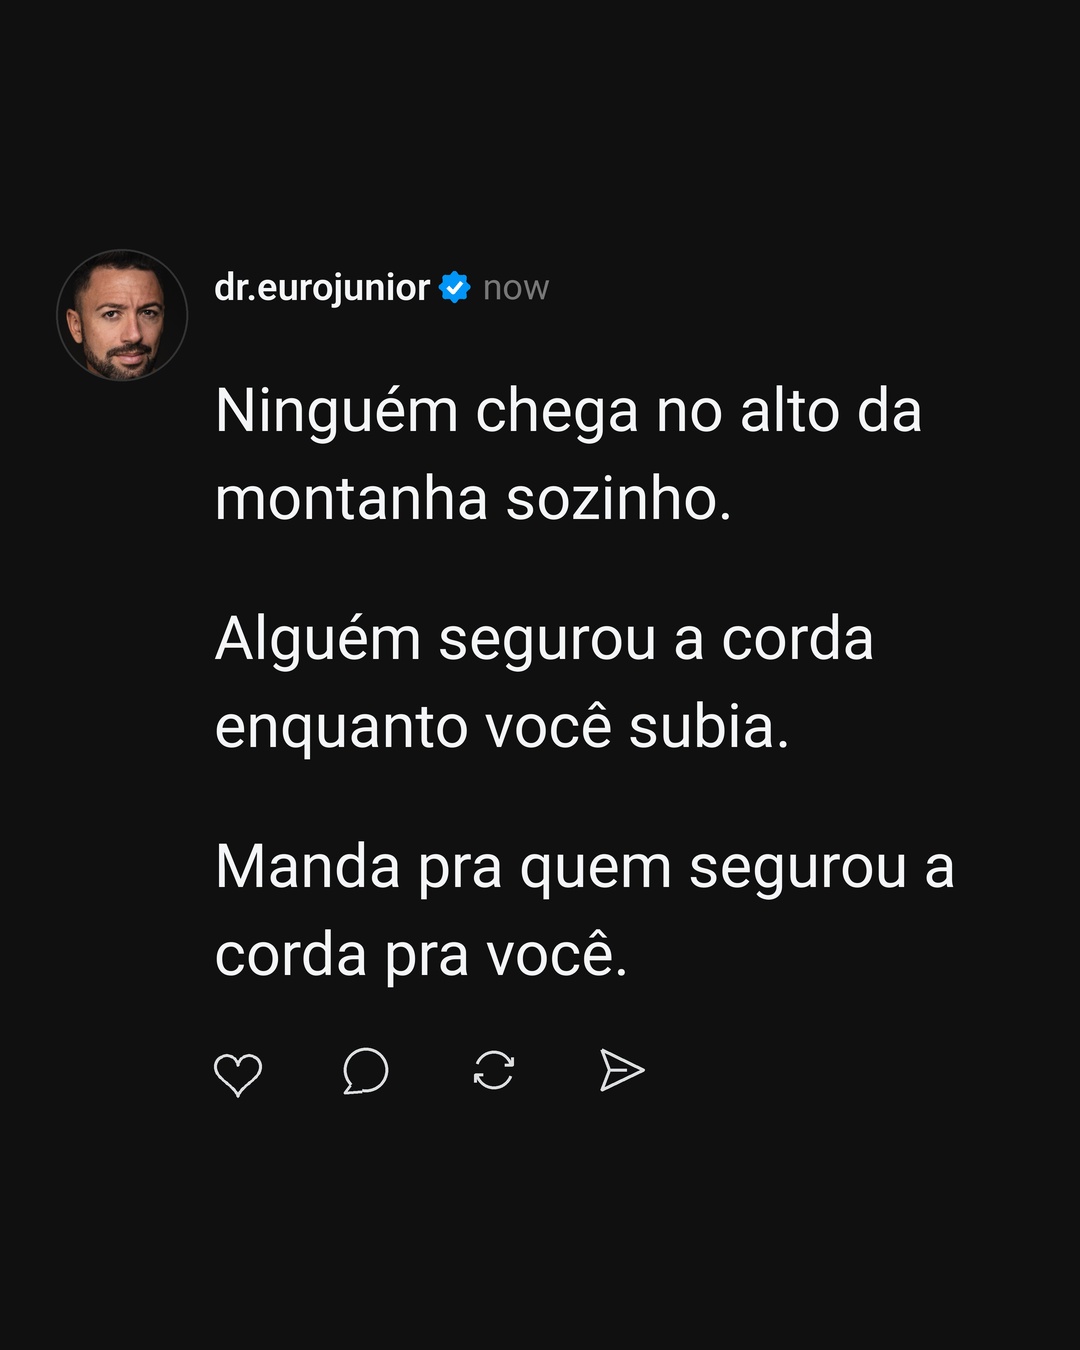 dr.eurojunior now
Ninguém chega no alto da
montanha sozinho.
Alguém segurou a corda
enquanto você subia.
Manda pra quem segurou a
corda pra você.